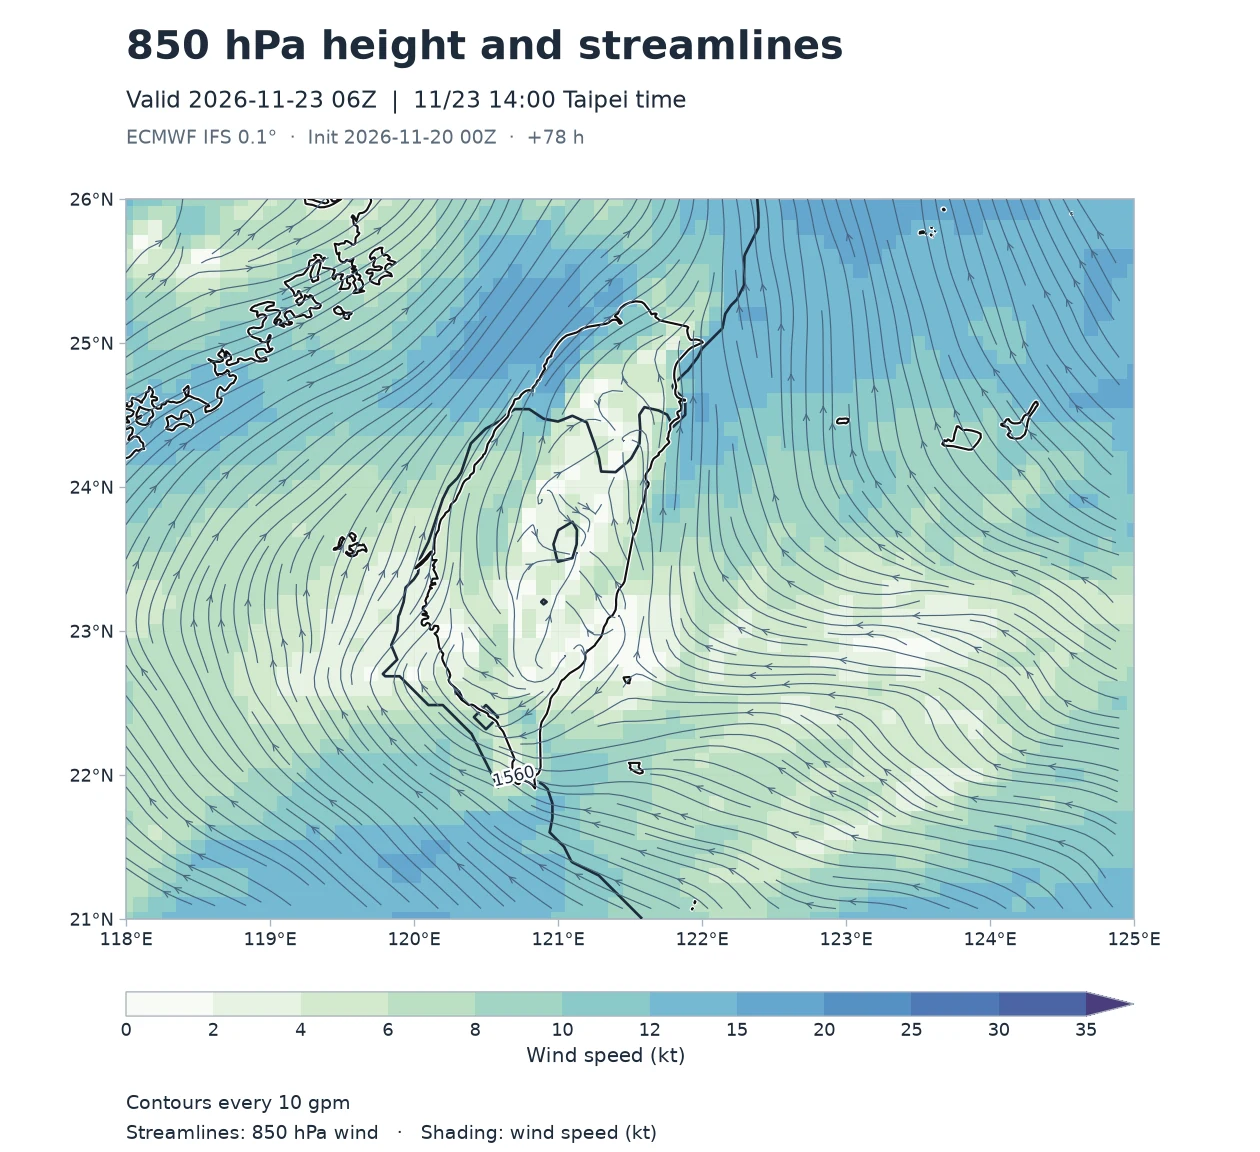 850 hPa height and streamlines
Valid 2026-11-23 06Z | 11/23 14:00 Taipei time
ECMWF IFS 0.1° · Init 2026-11-20 00Z · +78 h
26°N
25°N
24°N
23°N
22°N
21°N
1560
118°E 119°E 120°E 121°E 122°E 123°E 124°E 125°E
0 2 4 6 8 10 12 15 20 25 30 35
Wind speed (kt)
Contours every 10 gpm
Streamlines: 850 hPa wind · Shading: wind speed (kt)